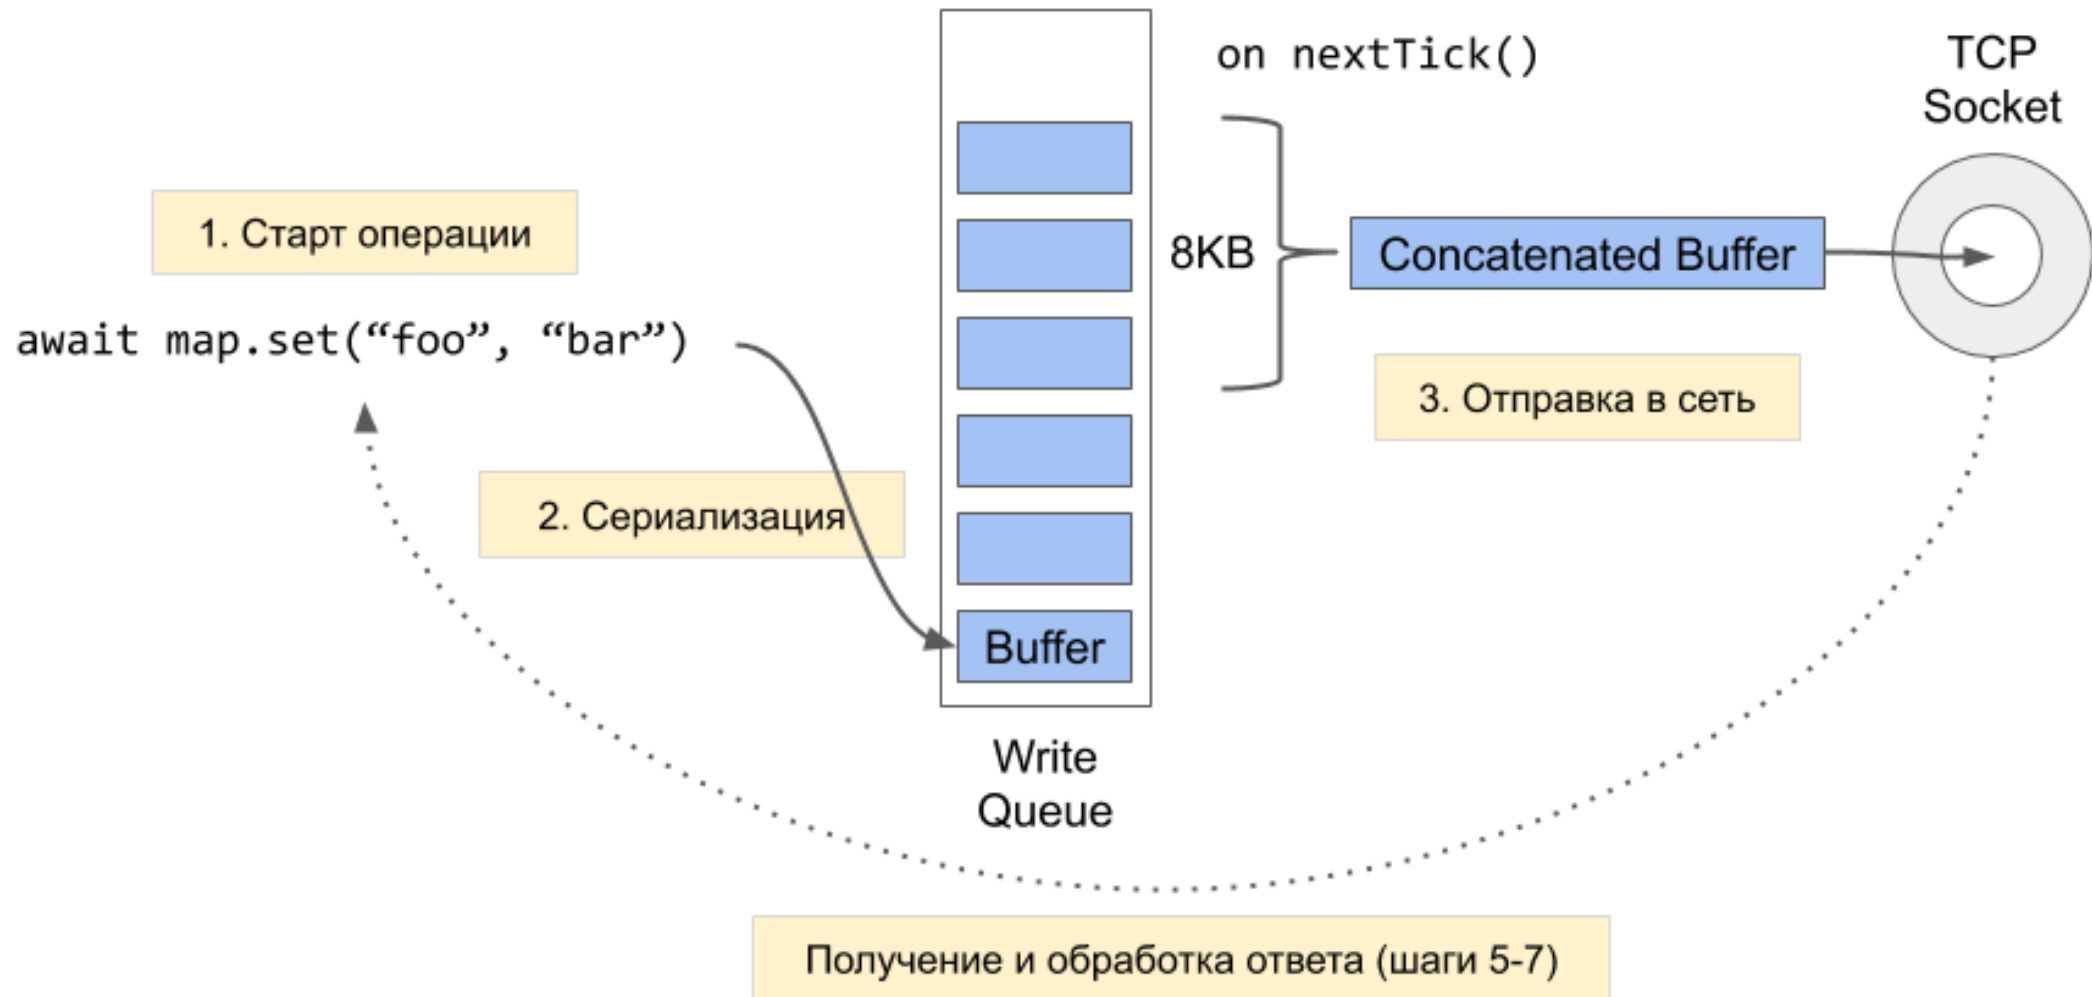 on nextTick()
TCP
Socket
1. Старт операции
8KB
Concatenated Buffer
await map.set(“foo”, “bar”)
3. Отправка в сеть
2. Сериализация
Buffer
Write
Queue
Получение и обработка ответа (шаги 5-7)